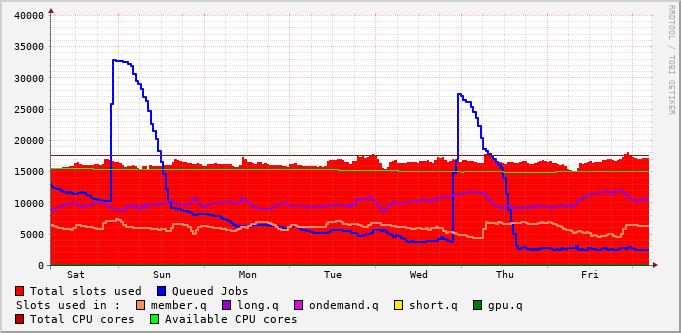 40000
35000
30000
25000
20000
15000
10000
5000
0
Sat Sun Mon Tue Wed Thu Fri
RRDTOOL / TOBI OETIKER
Total slots used Queued Jobs
Slots used in : member.q long.q ondemand.q short.q gpu.q
Total CPU cores Available CPU cores